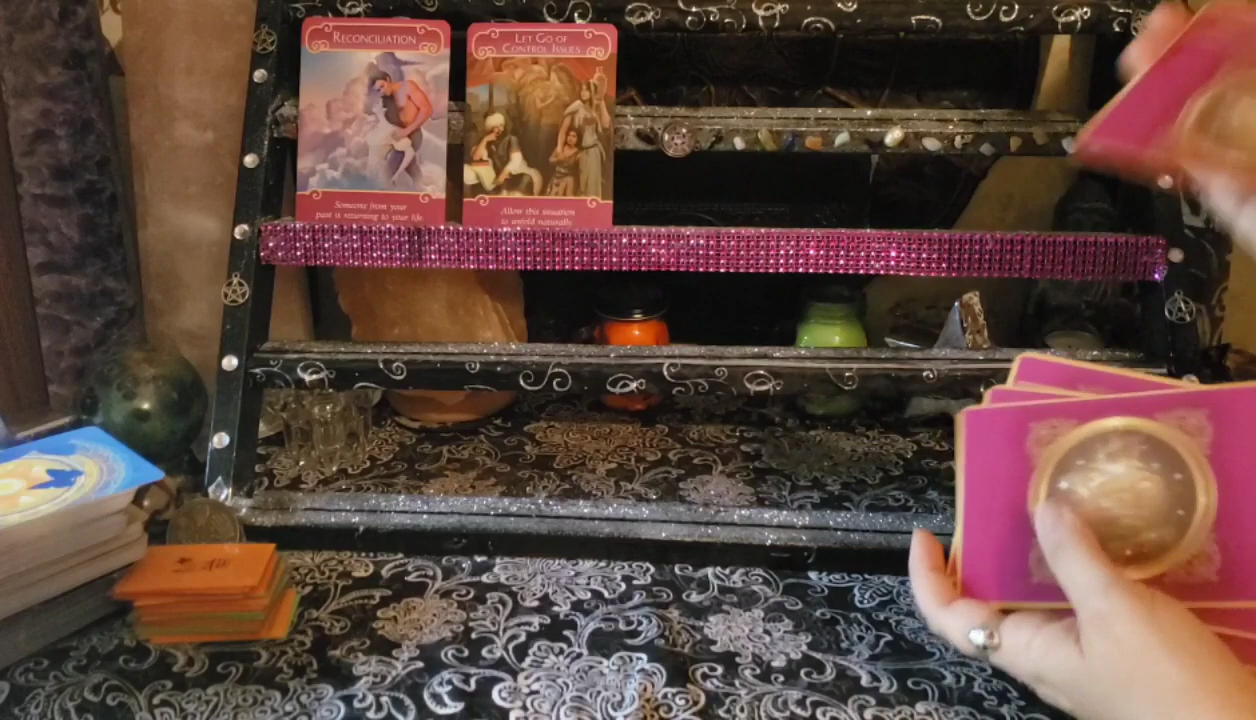 RECONCILIATION
Someone from your
past is returning to your life.
LET GO OF
CONTROL ISSUES
Allow this situation
to unfold naturally